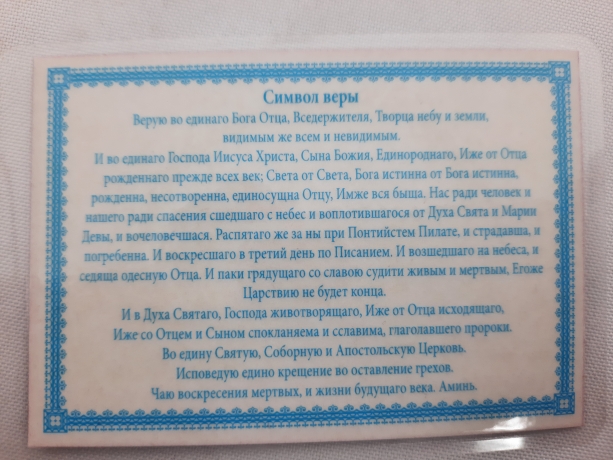 Символ веры
Верую во единаго Бога Отца, Вседержителя, Творца небу и земли,
видимым же всем и невидимым.
И во единаго Господа Иисуса Христа, Сына Божия, Единороднаго, Иже от Отца
рожденнаго прежде всех век; Света от Света, Бога истинна от Бога истинна,
рожденна, несотворенна, единосущна Отцу, Имже вся быша. Нас ради человек и
нашего ради спасения сшедшаго с небес и воплотившагося от Духа Свята и Марии
Девы, и вочеловечшася. Распятаго же за ны при Понтийстем Пилате, и страдавша, и
погребенна. И воскресшаго в третий день по Писанием. И возшедшаго на небеса, и
седяща одесную Отца. И паки грядущаго со славою судити живым и мертвым, Егоже
Царствию не будет конца.
И в Духа Святаго, Господа животворящаго, Иже от Отца исходящаго,
Иже со Отцем и Сыном спокланяема и сславима, глаголавшего пророки.
Во едину Святую, Соборную и Апостольскую Церковь.
Исповедую едино крещение во оставление грехов.
Чаю воскресения мертвых, и жизни будущаго века. Аминь.